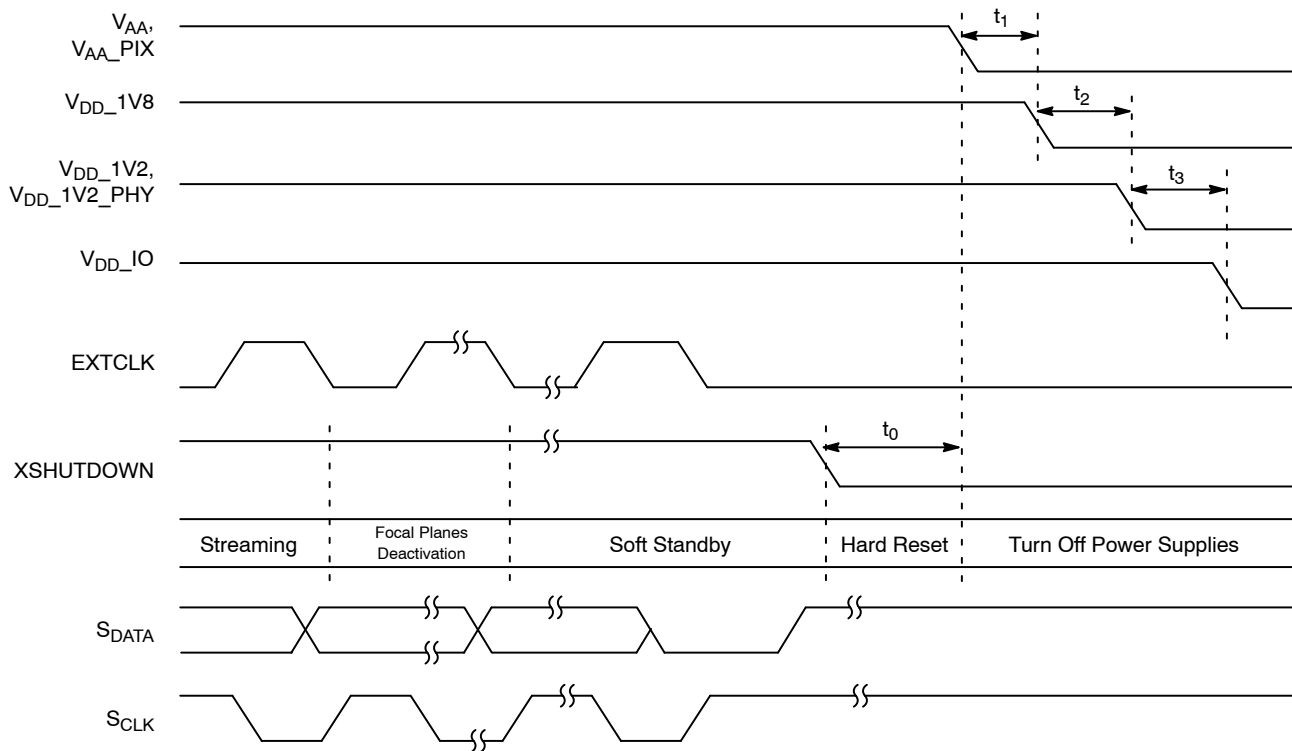 VAA,
VAA_PIX
t1
VDD_1V8
t2
VDD_1V2,
VDD_1V2_PHY
t3
VDD_IO
EXTCLK
XSHUTDOWN
t0
Streaming
Focal Planes
Deactivation
Soft Standby
Hard Reset
Turn Off Power Supplies
SDATA
SCLK